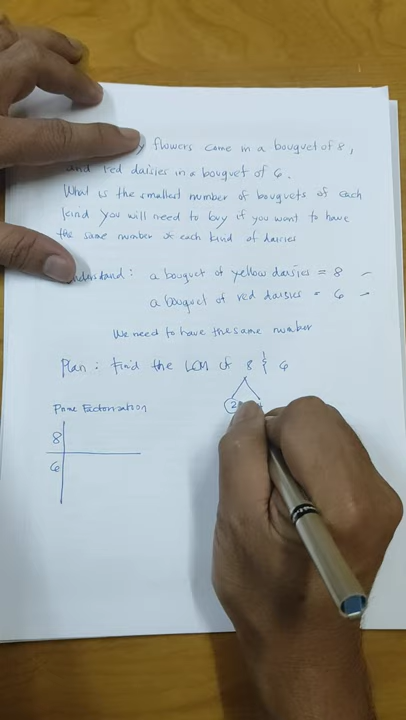 flowers come in a bouquet of 8,
and red daisies in a bouquet of 6.
What is the smallest number of bouquets of each
kind you will need to buy if you want to have
the same number of each kind of daisies
Understand: a bouquet of yellow daisies = 8 -
a bouquet of red daisies = 6 -
We need to have the same number
Plan: find the LCM of 8 & 6
2
Prime Factorization
8
6